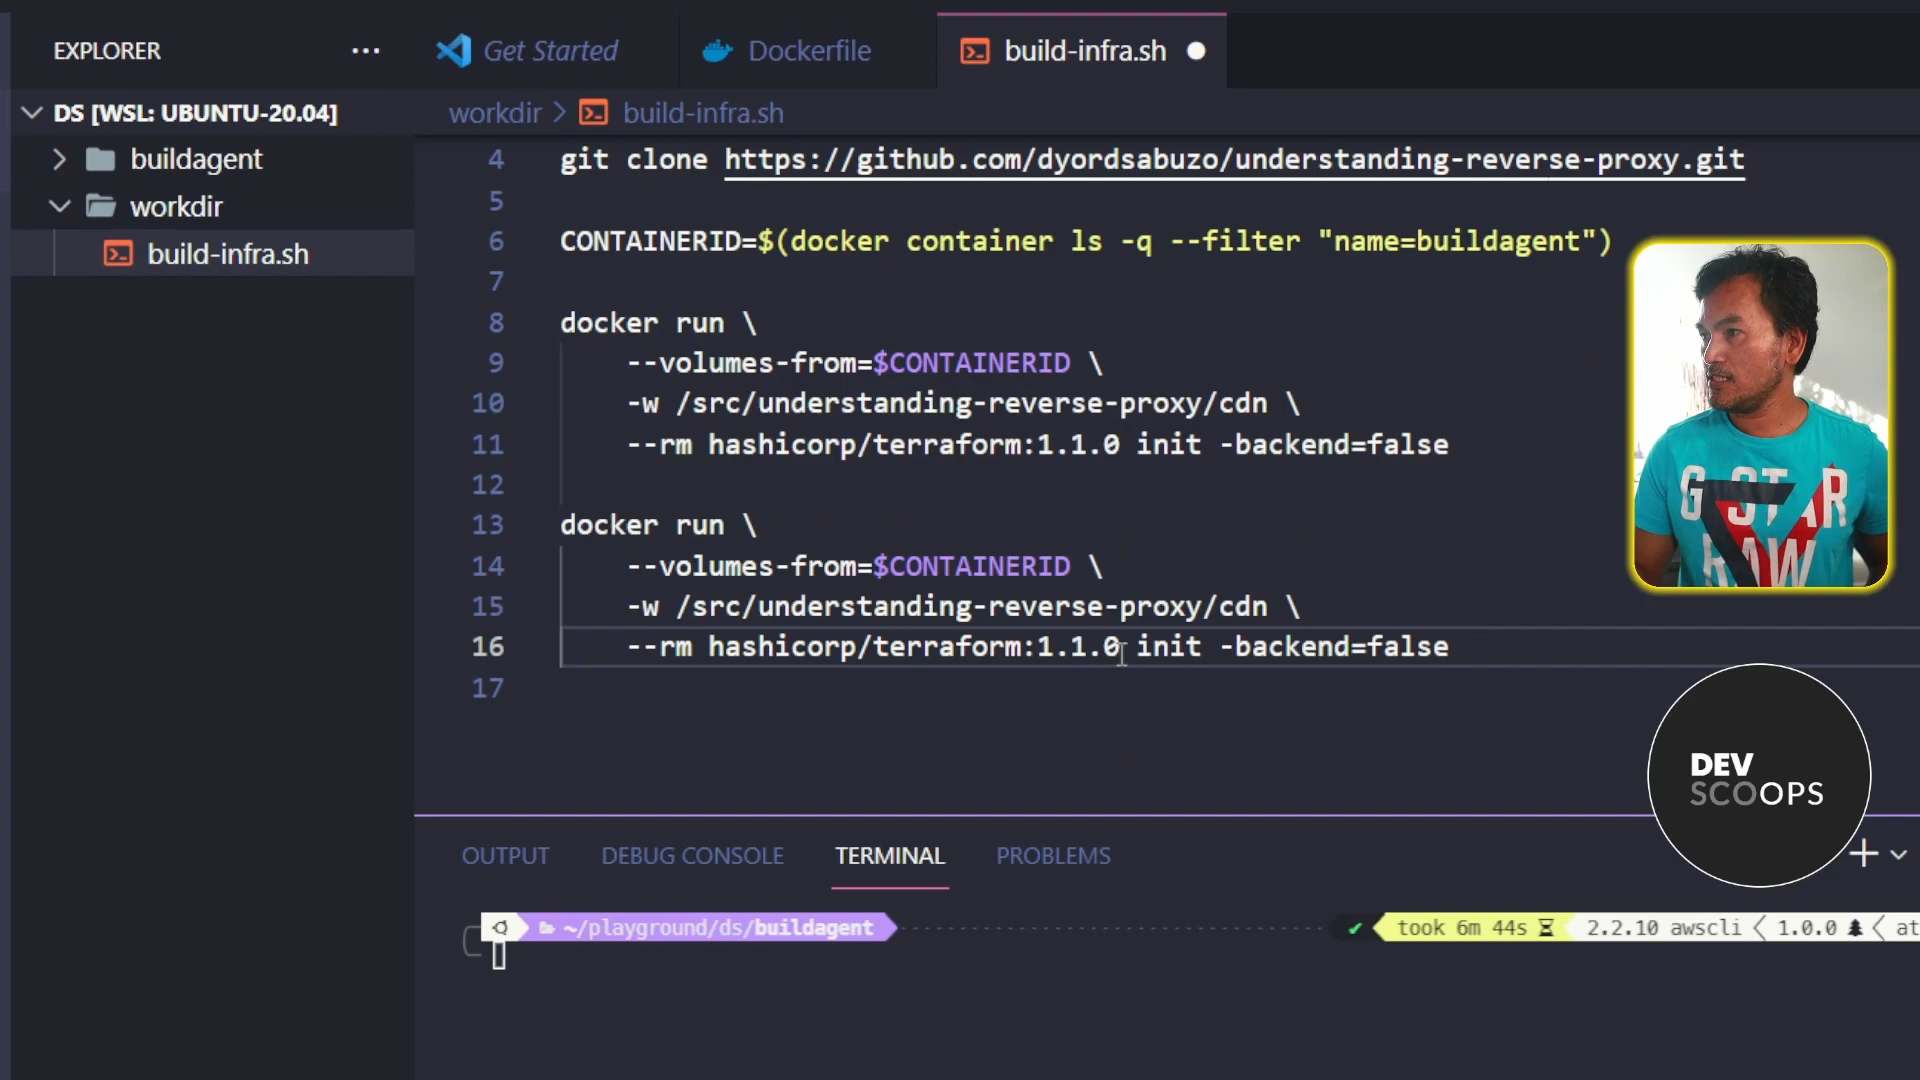 EXPLORER
Get Started
Dockerfile
build-infra.sh
DS [WSL: UBUNTU-20.04]
workdir
build-infra.sh
buildagent
workdir
build-infra.sh
4 git clone https://github.com/dyordsabuzo/understanding-reverse-proxy.git
5
6 CONTAINERID=$(docker container ls -q --filter "name=buildagent")
7
8 docker run \
9 --volumes-from=$CONTAINERID \
10 -w /src/understanding-reverse-proxy/cdn \
11 --rm hashicorp/terraform:1.1.0 init -backend=false
12
13 docker run \
14 --volumes-from=$CONTAINERID \
15 -w /src/understanding-reverse-proxy/cdn \
16 --rm hashicorp/terraform:1.1.0 init -backend=false
17
G STAR
RAW
DEV
SCOOPS
OUTPUT
DEBUG CONSOLE
TERMINAL
PROBLEMS
~/playground/ds/buildagent
took 6m 44s
2.2.10 awscli
1.0.0
at